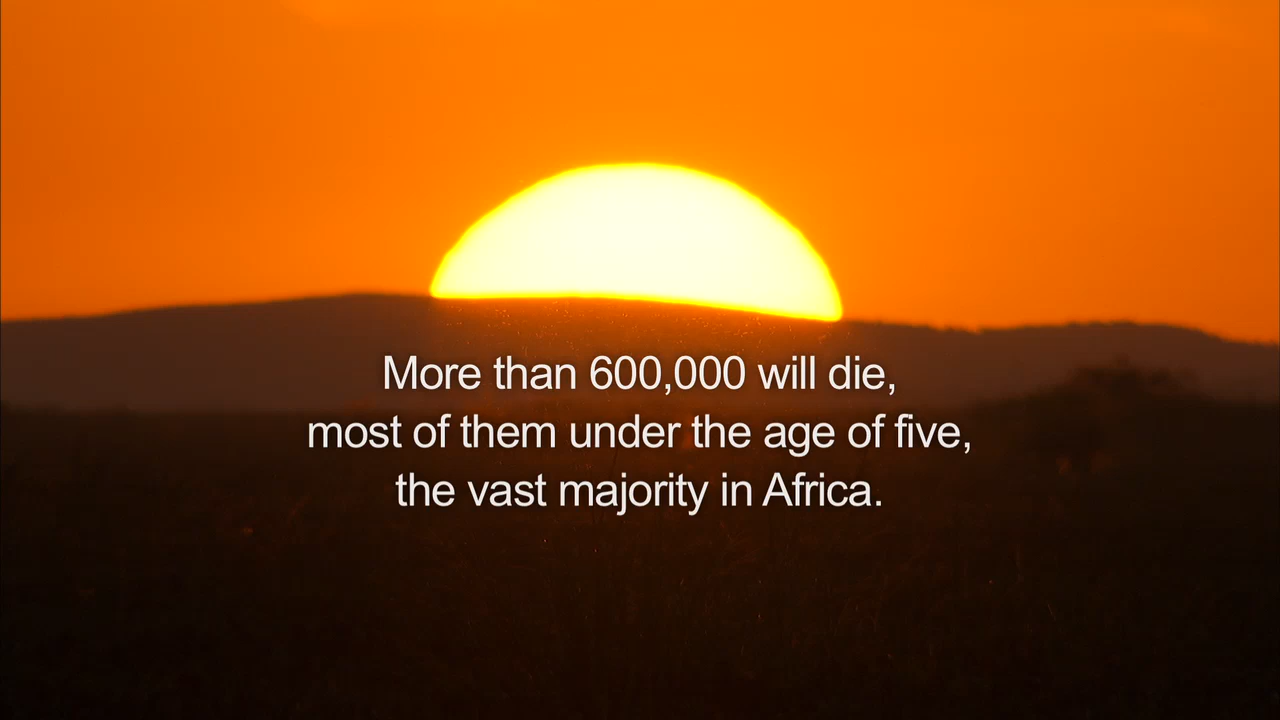 More than 600,000 will die,
most of them under the age of five,
the vast majority in Africa.